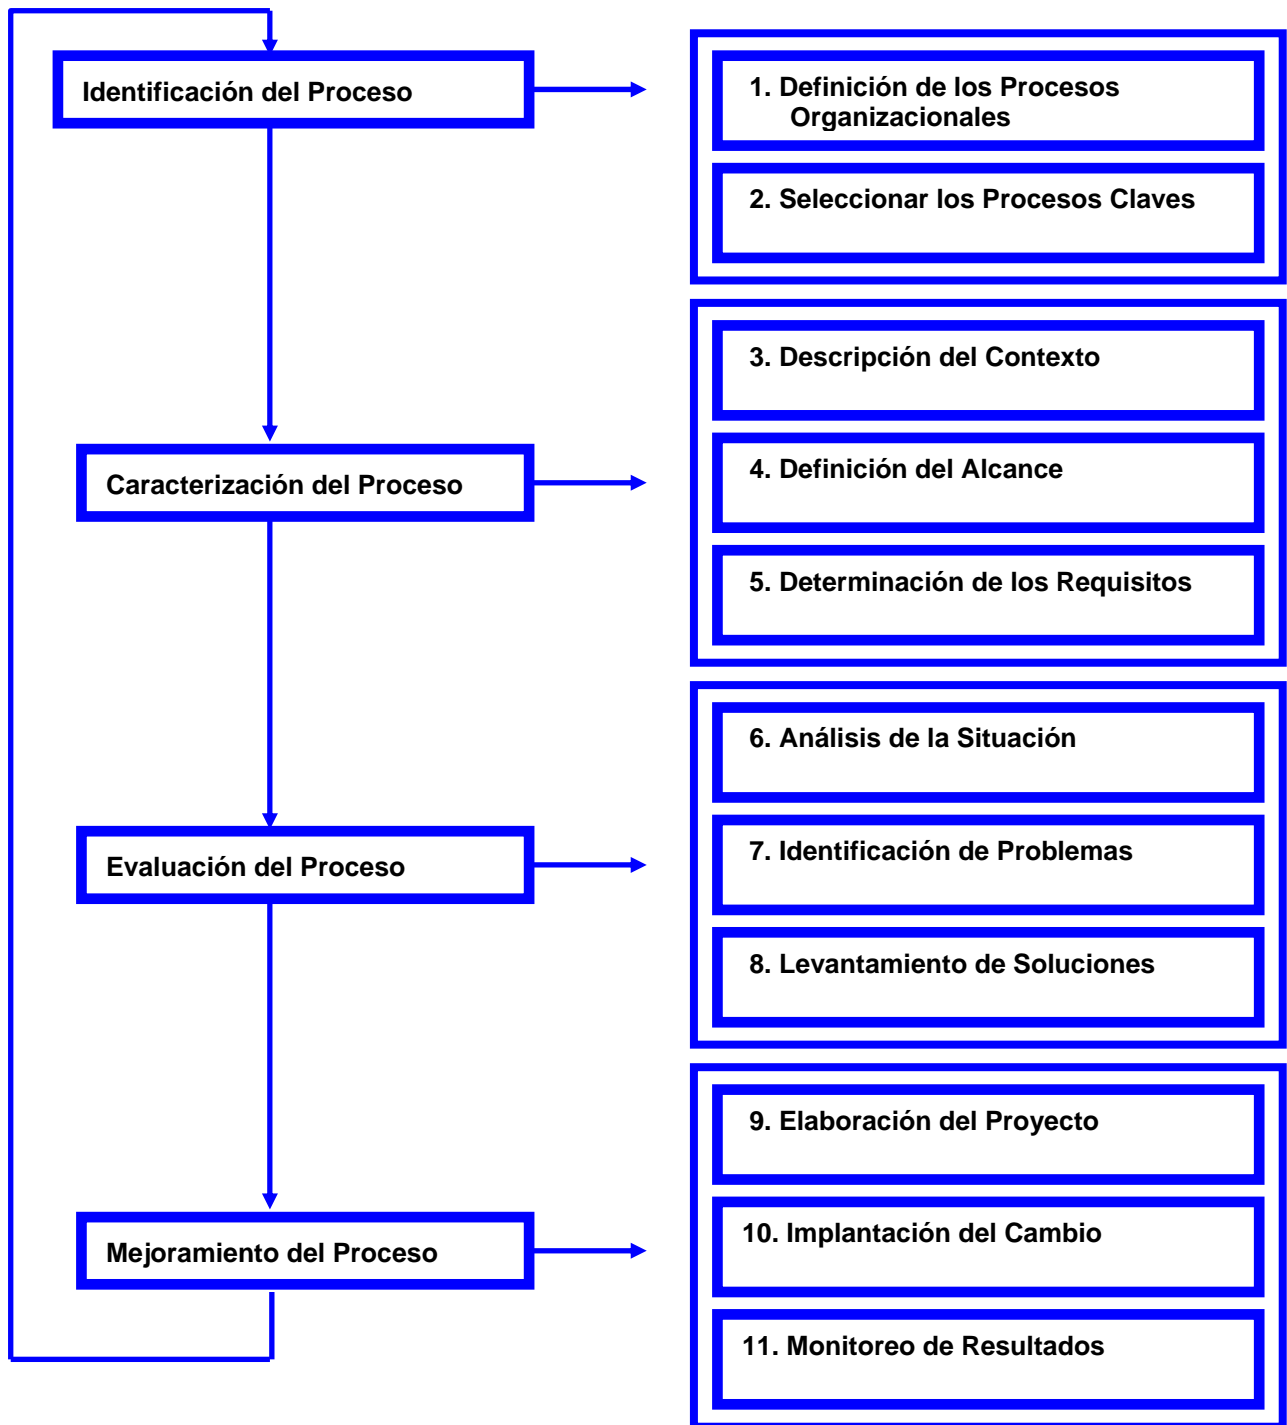 Identificación del Proceso
1. Definición de los Procesos
Organizacionales
2. Seleccionar los Procesos Claves
Caracterización del Proceso
3. Descripción del Contexto
4. Definición del Alcance
5. Determinación de los Requisitos
Evaluación del Proceso
6. Análisis de la Situación
7. Identificación de Problemas
8. Levantamiento de Soluciones
Mejoramiento del Proceso
9. Elaboración del Proyecto
10. Implantación del Cambio
11. Monitoreo de Resultados